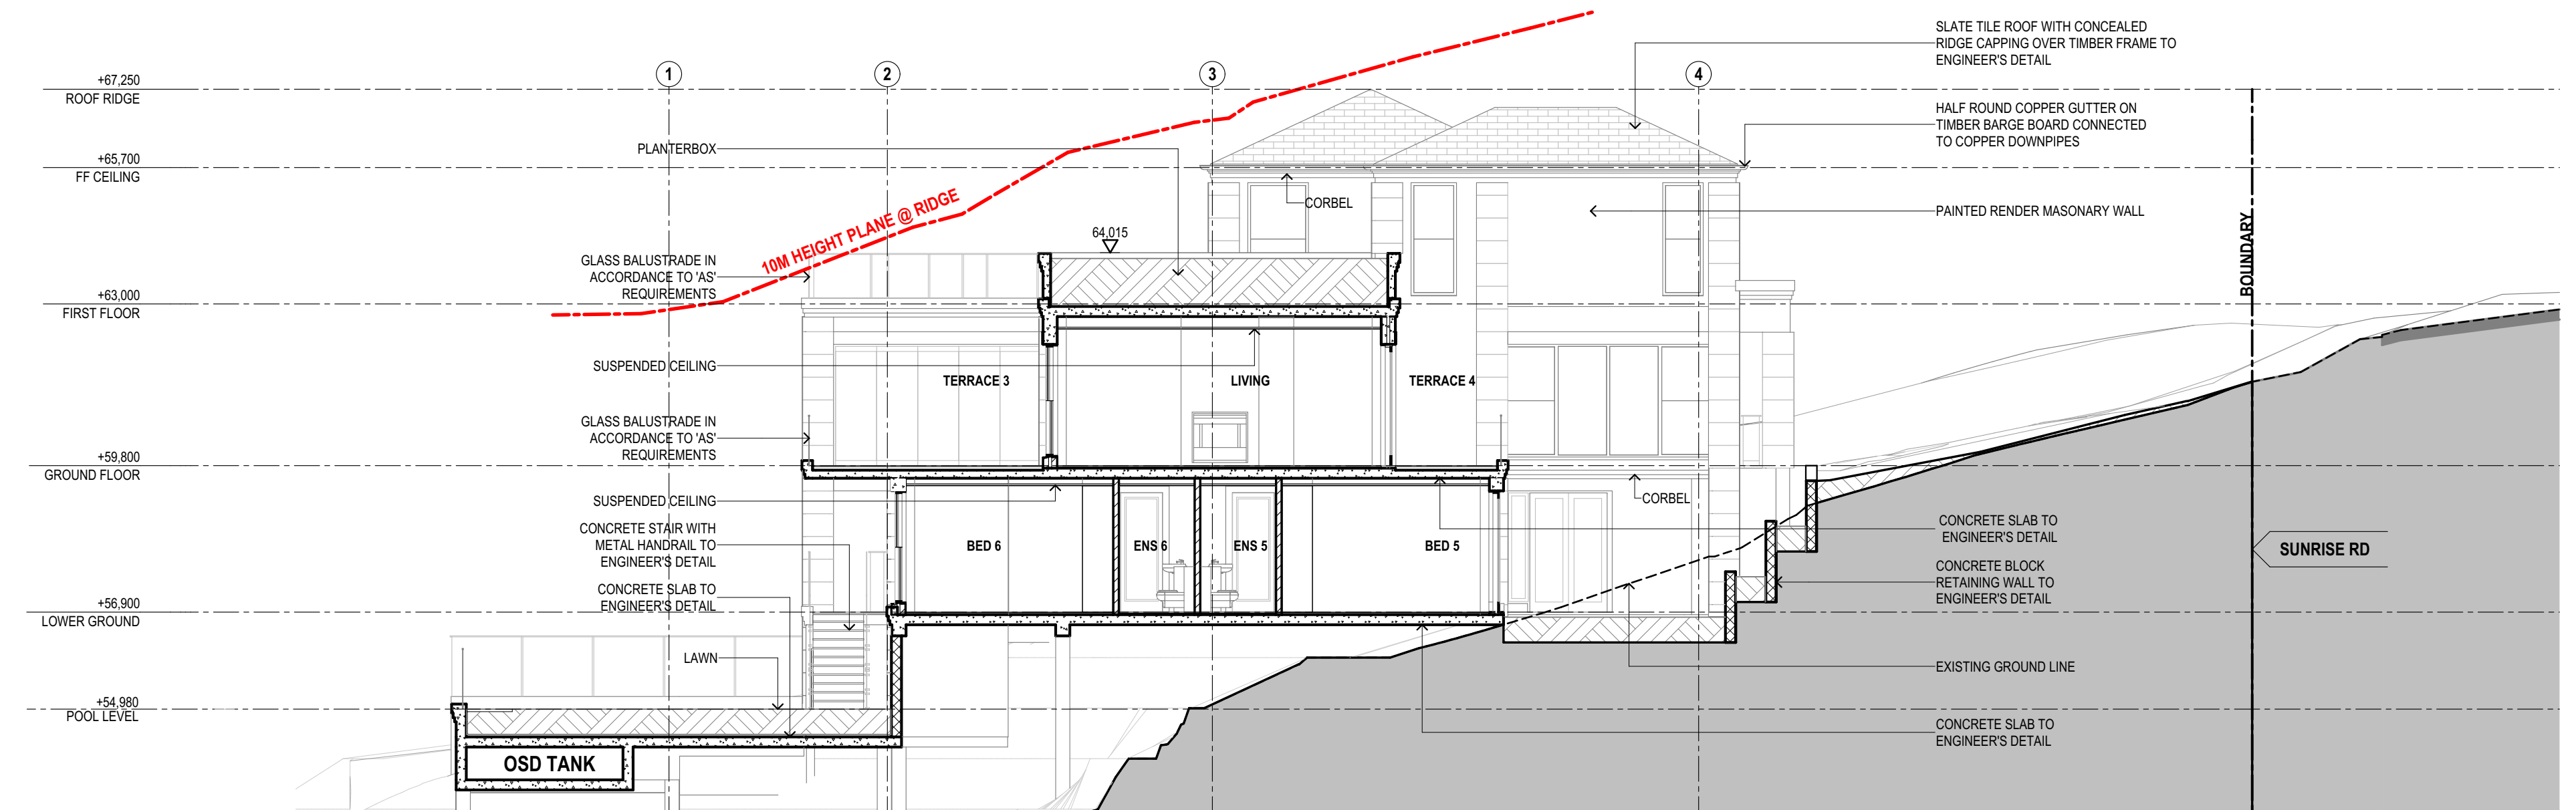 SLATE TILE ROOF WITH CONCEALED
RIDGE CAPPING OVER TIMBER FRAME TO
ENGINEER'S DETAIL
1
2
3
4
+67,250
ROOF RIDGE
HALF ROUND COPPER GUTTER ON
TIMBER BARGE BOARD CONNECTED
TO COPPER DOWNPIPES
PLANTERBOX
+65,700
FF CEILING
CORBEL
PAINTED RENDER MASONARY WALL
10M HEIGHT PLANE @ RIDGE
64,015
BOUNDARY
GLASS BALUSTRADE IN
ACCORDANCE TO 'AS'
REQUIREMENTS
+63,000
FIRST FLOOR
SUSPENDED CEILING
TERRACE 3
LIVING
TERRACE 4
GLASS BALUSTRADE IN
ACCORDANCE TO 'AS'
REQUIREMENTS
+59,800
GROUND FLOOR
SUSPENDED CEILING
CORBEL
CONCRETE STAIR WITH
METAL HANDRAIL TO
ENGINEER'S DETAIL
BED 6
ENS 6
ENS 5
BED 5
CONCRETE SLAB TO
ENGINEER'S DETAIL
SUNRISE RD
CONCRETE BLOCK
RETAINING WALL TO
ENGINEER'S DETAIL
CONCRETE SLAB TO
ENGINEER'S DETAIL
+56,900
LOWER GROUND
LAWN
EXISTING GROUND LINE
+54,980
POOL LEVEL
CONCRETE SLAB TO
ENGINEER'S DETAIL
OSD TANK